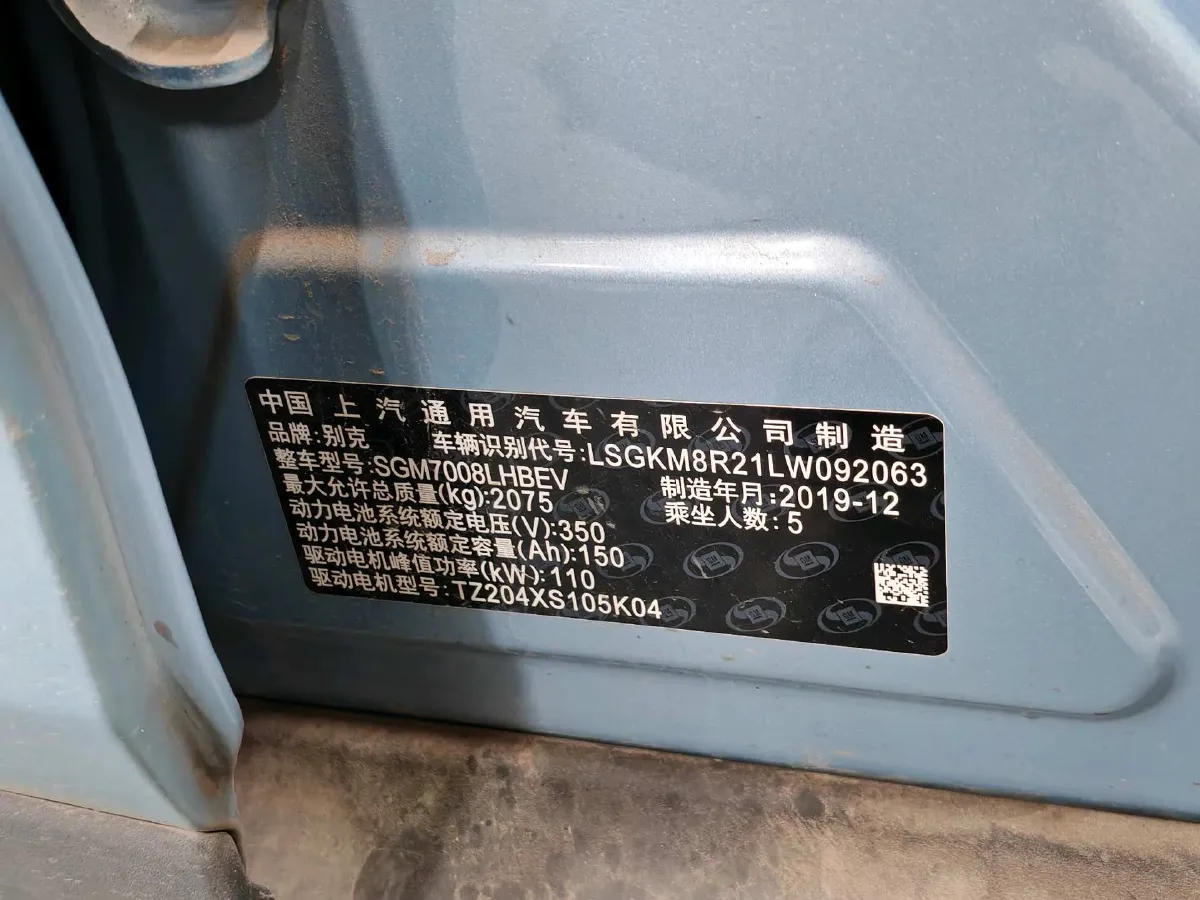 中国 上汽通用汽车有限公司制造
品牌:别克 车辆识别代号:LSGKM8R21LW092063
整车型号:SGM7008LHBEV 制造年月:2019-12
最大允许总质量(kg):2075 乘坐人数:5
动力电池系统额定电压(V):350
动力电池系统额定容量(Ah):150
驱动电机峰值功率(kW):110
驱动电机型号:TZ204XS105K04